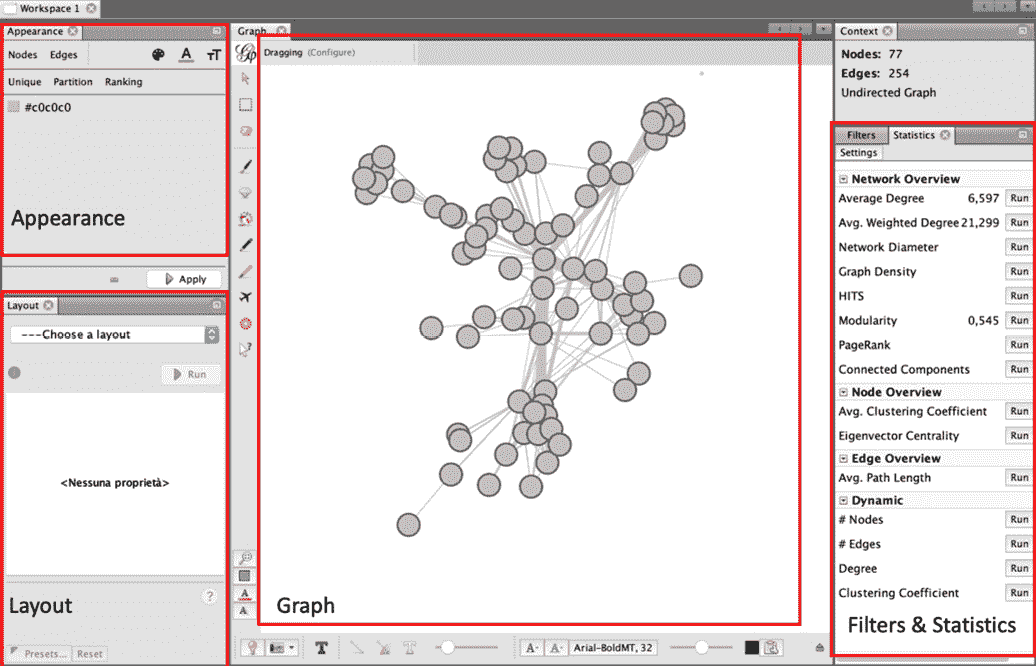 Workspace 1
Appearance
Nodes Edges A TT
Unique Partition Ranking
#c0c0c0
Appearance
Apply
Layout
---Choose a layout
Run
<Nessuna proprietà>
Layout
?
Presets... Reset
Graph
Dragging (Configure)
Graph
T T A- A- Arial-BoldMT, 32
A
A
Context
Nodes: 77
Edges: 254
Undirected Graph
Filters Statistics
Settings
Network Overview
Average Degree 6,597 Run
Avg. Weighted Degree 21,299 Run
Network Diameter Run
Graph Density Run
HITS Run
Modularity 0,545 Run
PageRank Run
Connected Components Run
Node Overview
Avg. Clustering Coefficient Run
Eigenvector Centrality Run
Edge Overview
Avg. Path Length Run
Dynamic
# Nodes Run
# Edges Run
Degree Run
Clustering Coefficient Run
Filters & Statistics